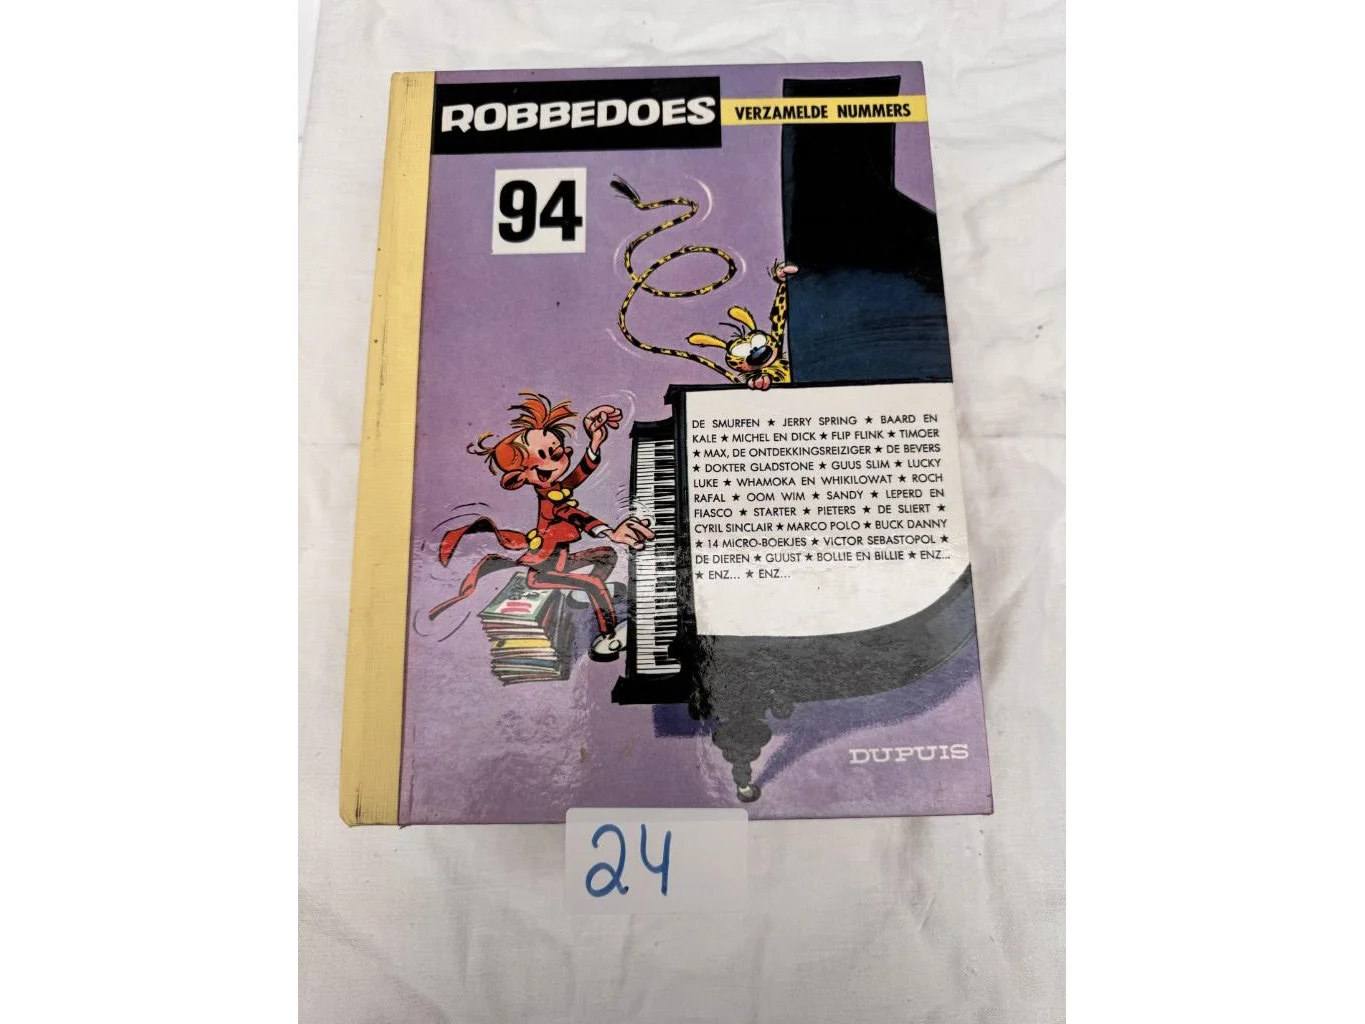 ROBBEDOES
VERZAMELDE NUMMERS
94
DE SMURFEN ★ JERRY SPRING ★ BAARD EN
KALE ★ MICHEL EN DICK ★ FLIP FLINK ★ TIMOER
★ MAX, DE ONTDEKKINGSREIZIGER ★ DE BEVERS
★ DOKTER GLADSTONE ★ GUUS SLIM ★ LUCKY
LUKE ★ WHAMOKA EN WHIKILOWAT ★ ROCH
RAFAL ★ OOM WIM ★ SANDY ★ LEPERD EN
FIASCO ★ STARTER ★ PIETERS ★ DE SLIERT ★
CYRIL SINCLAIR ★ MARCO POLO ★ BUCK DANNY
★ 14 MICRO-BOEKJES ★ VICTOR SEBASTOPOL ★
DE DIEREN ★ GUUST ★ BOLLIE EN BILLIE ★ ENZ...
★ ENZ... ★ ENZ...
DUPUIS
24